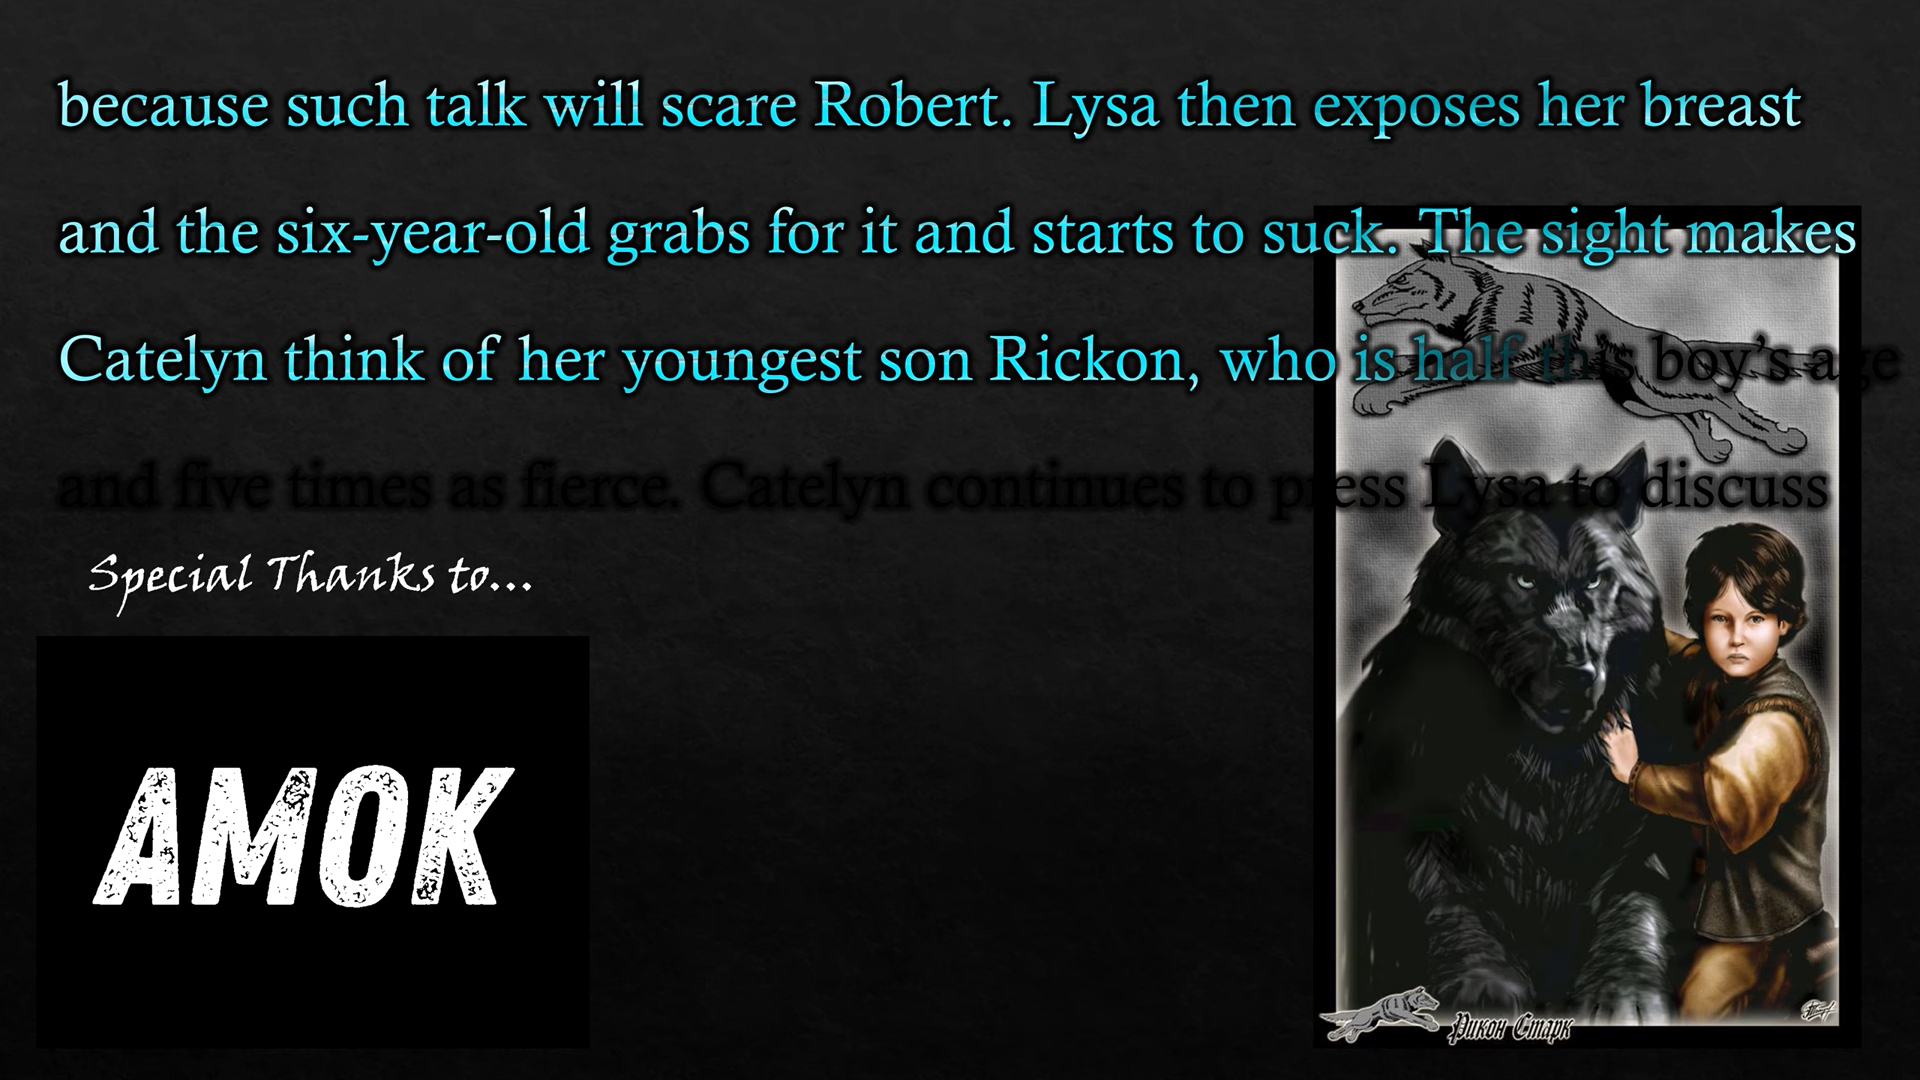 because such talk will scare Robert. Lysa then exposes her breast
and the six-year-old grabs for it and starts to suck. The sight makes
Catelyn think of her youngest son Rickon, who is half this boy's age
and five times as fierce. Catelyn continues to press Lysa to discuss
Special Thanks to...
AMOK
Рикон Старк